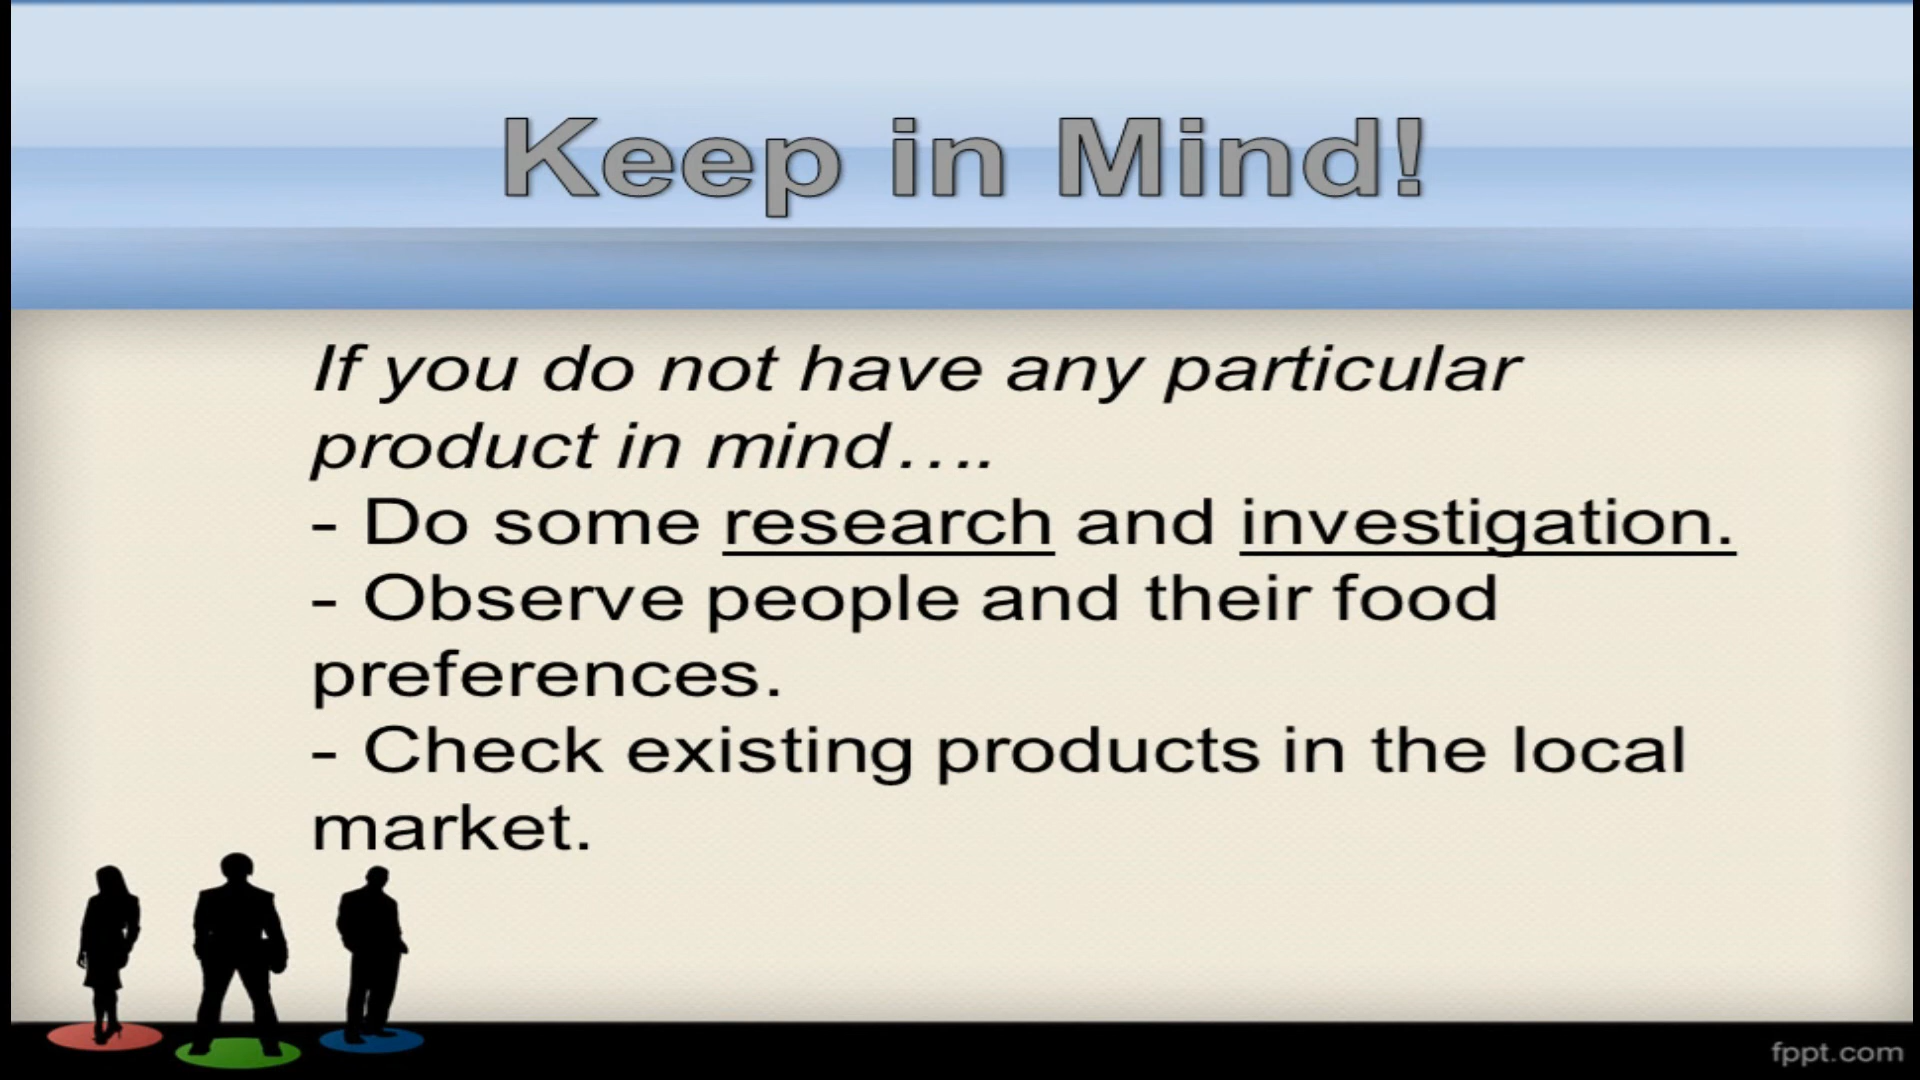 Keep in Mind!
If you do not have any particular
product in mind….
- Do some research and investigation.
- Observe people and their food
preferences.
- Check existing products in the local
market.
fppt.com